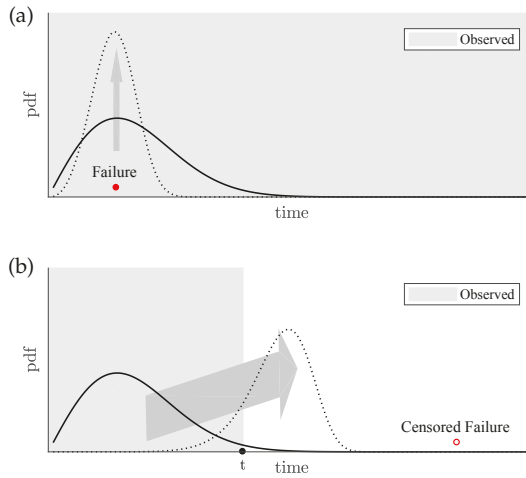 (a)
Observed
pdf
Failure
time
(b)
Observed
pdf
Censored Failure
t
time